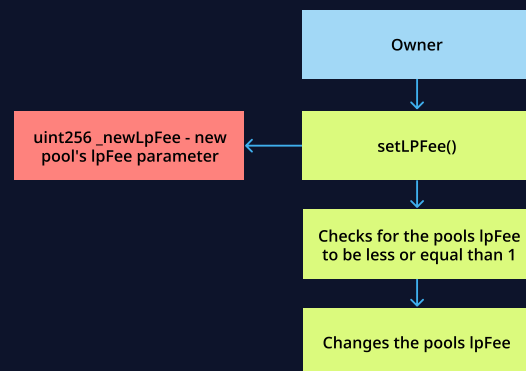 Owner
uint256 _newLpFee - new
pool's lpFee parameter
setLPFee()
Checks for the pools lpFee
to be less or equal than 1
Changes the pools lpFee